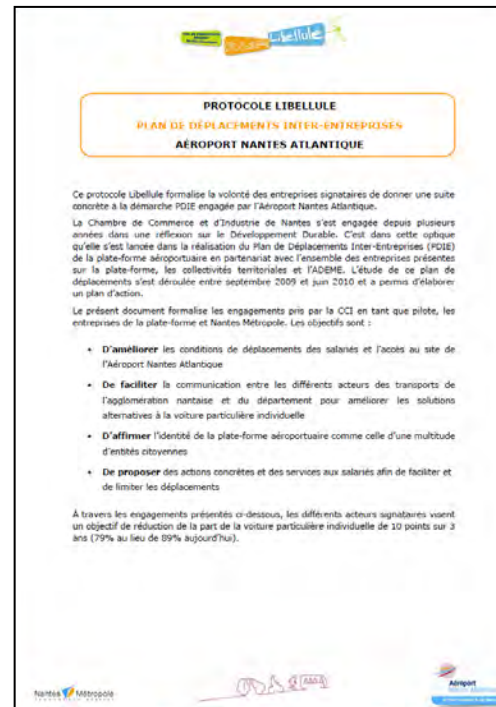 Libellule
PROTOCOLE LIBELLULE
PLAN DE DÉPLACEMENTS INTER-ENTREPRISES
AÉROPORT NANTES ATLANTIQUE
Ce protocole Libellule formalise la volonté des entreprises signataires de donner une suite
concrète à la démarche PDIE engagée par l'Aéroport Nantes Atlantique.
La Chambre de Commerce et d'Industrie de Nantes s'est engagée depuis plusieurs
années dans une réflexion sur le Développement Durable. C'est dans cette optique
qu'elle s'est lancée dans la réalisation du Plan de Déplacements Inter-Entreprises (PDIE)
de la plate-forme aéroportuaire en partenariat avec l'ensemble des entreprises présentes
sur la plate-forme, les collectivités territoriales et l'ADEME. L'étude de ce plan de
déplacements s'est déroulée entre septembre 2009 et juin 2010 et a permis d'élaborer
un plan d'action.
Le présent document formalise les engagements pris par la CCI en tant que pilote, les
entreprises de la plate-forme et Nantes Métropole. Les objectifs sont :
• D'améliorer les conditions de déplacements des salariés et l'accès au site de
l'Aéroport Nantes Atlantique
• De faciliter la communication entre les différents acteurs des transports de
l'agglomération nantaise et du département pour améliorer les solutions
alternatives à la voiture particulière individuelle
• D'affirmer l'identité de la plate-forme aéroportuaire comme celle d'une multitude
d'entités citoyennes
• De proposer des actions concrètes et des services aux salariés afin de faciliter et
de limiter les déplacements
À travers les engagements présentés ci-dessous, les différents acteurs signataires visent
un objectif de réduction de la part de la voiture particulière individuelle de 10 points sur 3
ans (79% au lieu de 89% aujourd'hui).
Nantes Métropole
Aéroport